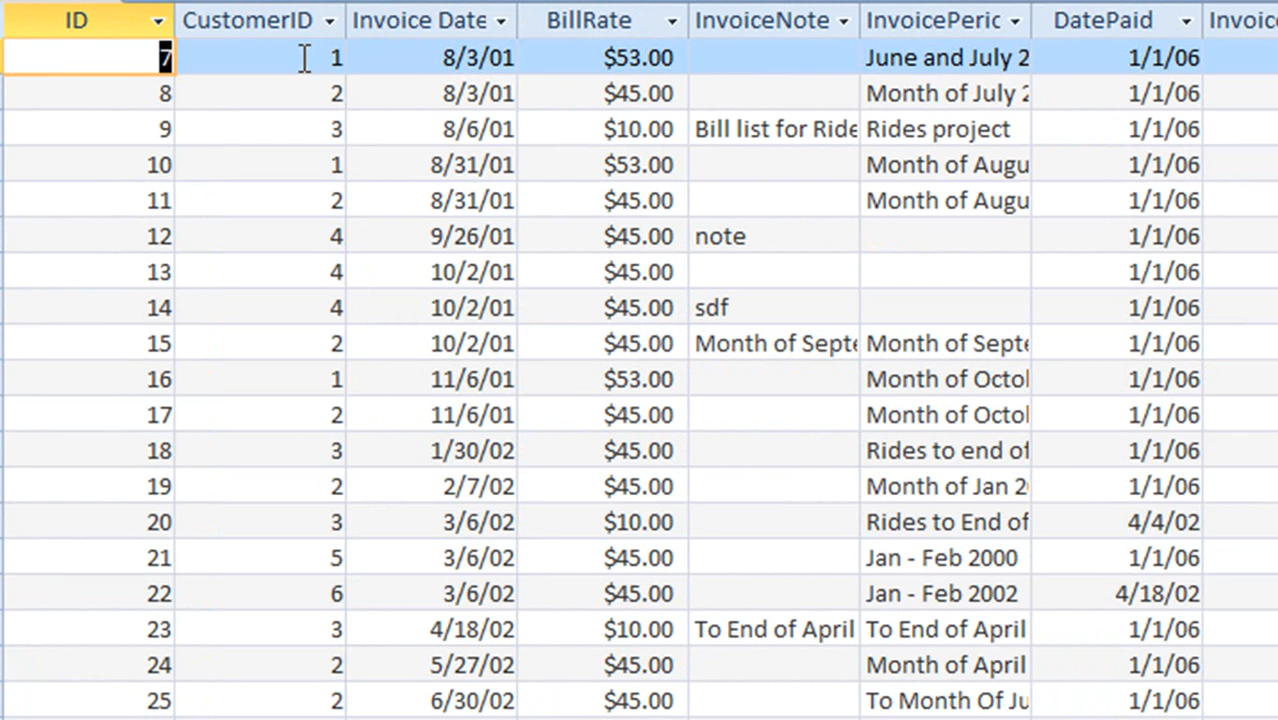 ID CustomerID Invoice Date BillRate InvoiceNote InvoicePeric DatePaid Invoic
7 1 8/3/01 $53.00 June and July 2 1/1/06
8 2 8/3/01 $45.00 Month of July 2 1/1/06
9 3 8/6/01 $10.00 Bill list for Ride Rides project 1/1/06
10 1 8/31/01 $53.00 Month of Augu 1/1/06
11 2 8/31/01 $45.00 Month of Augu 1/1/06
12 4 9/26/01 $45.00 note 1/1/06
13 4 10/2/01 $45.00 1/1/06
14 4 10/2/01 $45.00 sdf 1/1/06
15 2 10/2/01 $45.00 Month of Septe Month of Septe 1/1/06
16 1 11/6/01 $53.00 Month of Octol 1/1/06
17 2 11/6/01 $45.00 Month of Octol 1/1/06
18 3 1/30/02 $45.00 Rides to end of 1/1/06
19 2 2/7/02 $45.00 Month of Jan 2 1/1/06
20 3 3/6/02 $10.00 Rides to End of 4/4/02
21 5 3/6/02 $45.00 Jan - Feb 2000 1/1/06
22 6 3/6/02 $45.00 Jan - Feb 2002 4/18/02
23 3 4/18/02 $10.00 To End of April To End of April 1/1/06
24 2 5/27/02 $45.00 Month of April 1/1/06
25 2 6/30/02 $45.00 To Month Of Ju 1/1/06